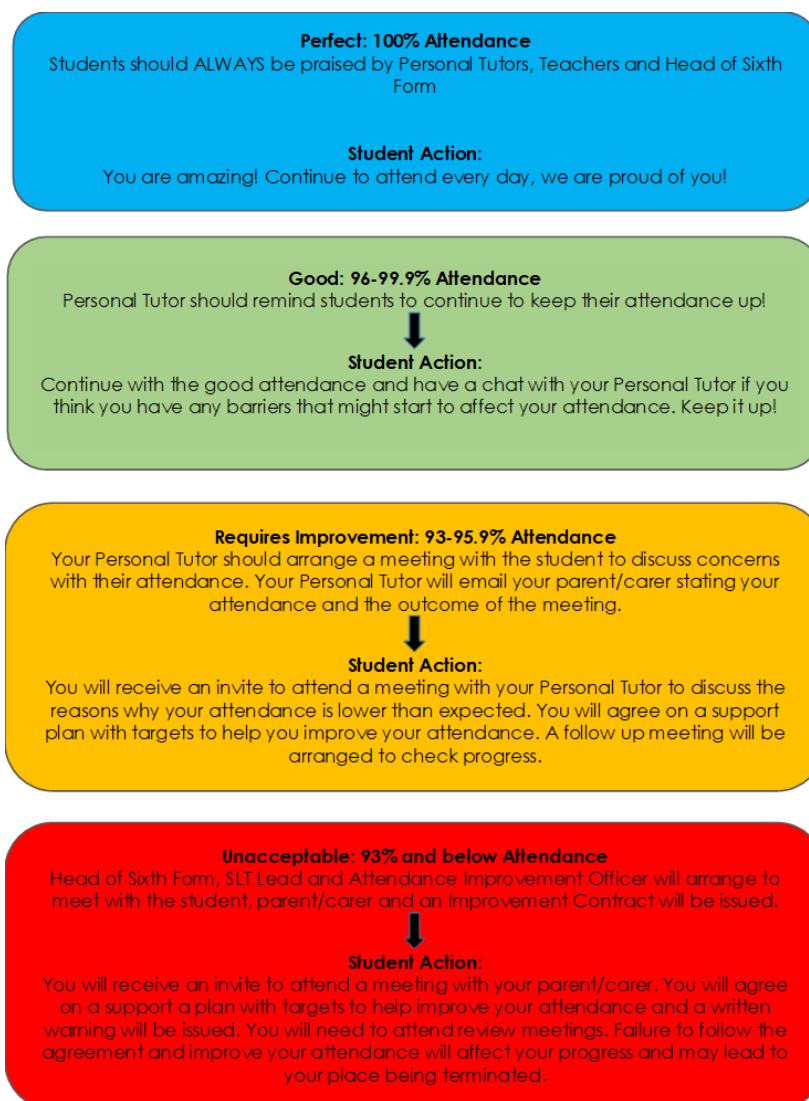 Perfect: 100% Attendance
Students should ALWAYS be praised by Personal Tutors, Teachers and Head of Sixth
Form
Student Action:
You are amazing! Continue to attend every day, we are proud of you!
Good: 96-99.9% Attendance
Personal Tutor should remind students to continue to keep their attendance up!
Student Action:
Continue with the good attendance and have a chat with your Personal Tutor if you
think you have any barriers that might start to affect your attendance. Keep it up!
Requires Improvement: 93-95.9% Attendance
Your Personal Tutor should arrange a meeting with the student to discuss concerns
with their attendance. Your Personal Tutor will email your parent/carer stating your
attendance and the outcome of the meeting.
Student Action:
You will receive an invite to attend a meeting with your Personal Tutor to discuss the
reasons why your attendance is lower than expected. You will agree on a support
plan with targets to help you improve your attendance. A follow up meeting will be
arranged to check progress.
Unacceptable: 93% and below Attendance
Head of Sixth Form, SLT Lead and Attendance Improvement Officer will arrange to
meet with the student, parent/carer and an Improvement Contract will be issued.
Student Action:
You will receive an invite to attend a meeting with your parent/carer. You will agree
on a support a plan with targets to help improve your attendance and a written
warning will be issued. You will need to attend review meetings. Failure to follow the
agreement and improve your attendance will affect your progress and may lead to
your place being terminated.